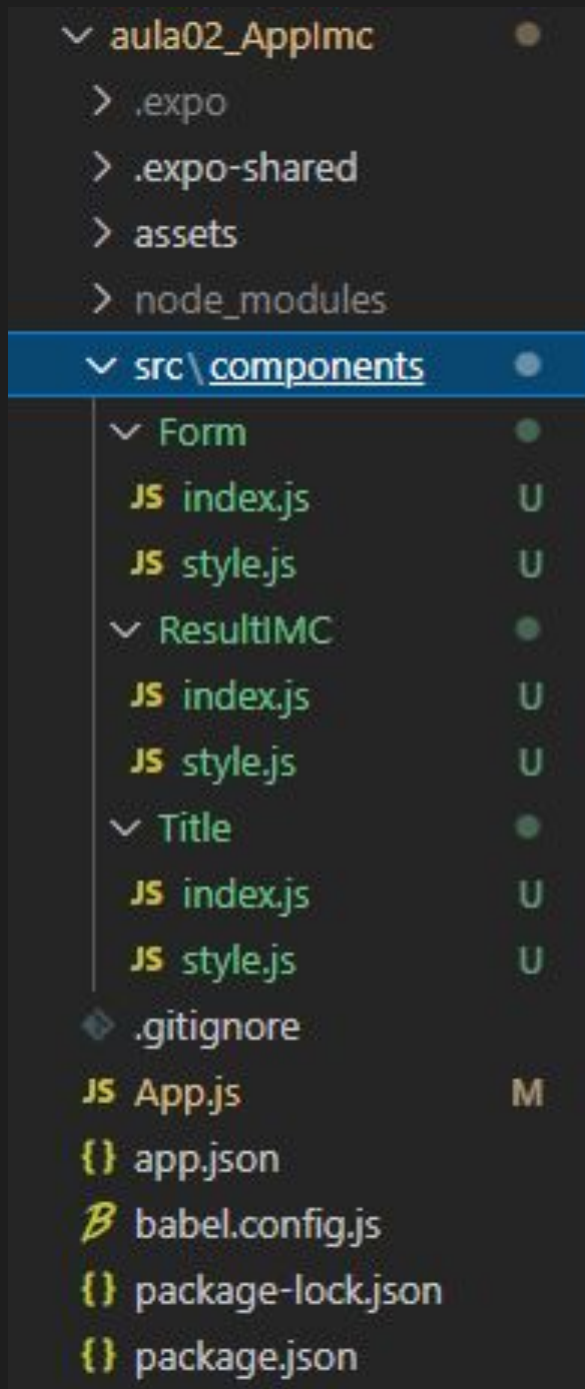 aula02_AppImc
.expo
.expo-shared
assets
node_modules
src\components
Form
JS index.js U
JS style.js U
ResultIMC
JS index.js U
JS style.js U
Title
JS index.js U
JS style.js U
.gitignore
JS App.js M
{} app.json
B babel.config.js
{} package-lock.json
{} package.json